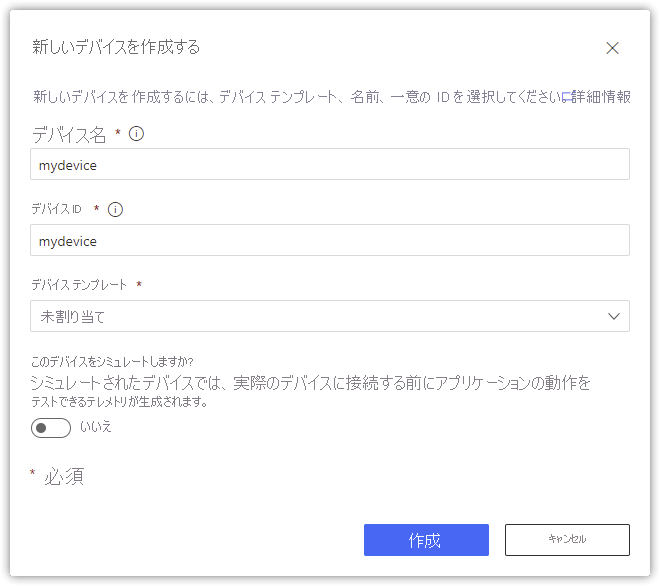 新しいデバイスを作成する
新しいデバイスを作成するには、デバイス テンプレート、名前、一意の ID を選択してください。詳細情報
デバイス名 *
mydevice
デバイス ID *
mydevice
デバイス テンプレート *
未割り当て
このデバイスをシミュレートしますか?
シミュレートされたデバイスでは、実際のデバイスに接続する前にアプリケーションの動作を
テストできるテレメトリが生成されます。
いいえ
* 必須
作成 キャンセル